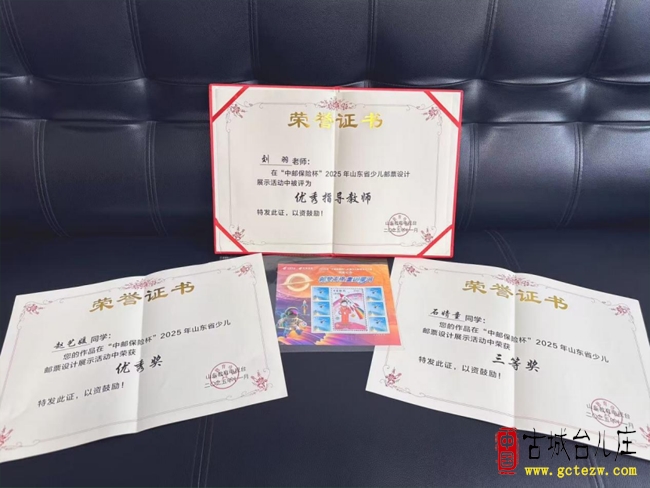 荣誉证书
老师：
在“中邮保险杯”2025年山东省少儿邮票设计
展示活动中被评为
优秀指导教师
特发此证，以资鼓励！
荣誉证书
赵艺媛 同学：
您的作品在“中邮保险杯”2025年山东省少儿
邮票设计展示活动中荣获
优秀奖
特发此证，以资鼓励！
荣誉证书
石情童 同学：
您的作品在“中邮保险杯”2025年山东省少儿
邮票设计展示活动中荣获
三等奖
特发此证，以资鼓励！
中国
古城台儿庄
www.gctezw.com